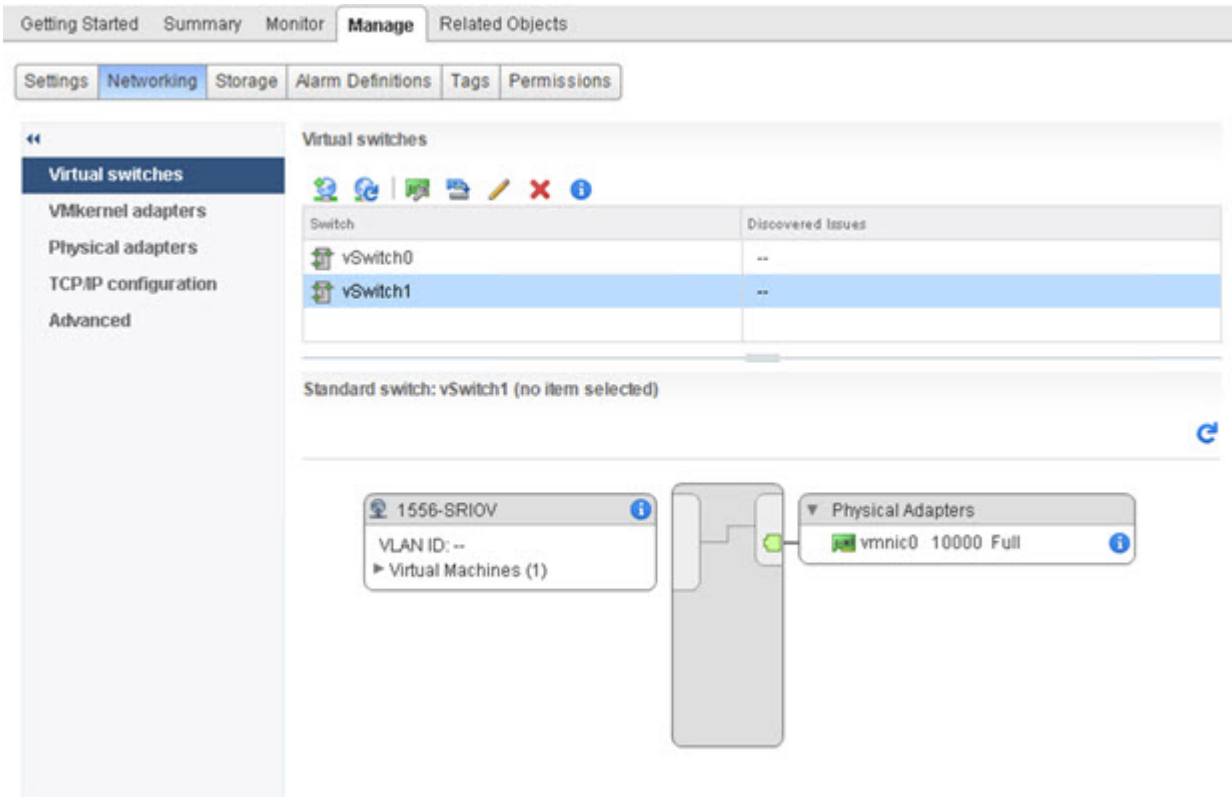 Getting Started Summary Monitor Manage Related Objects
Settings Networking Storage Alarm Definitions Tags Permissions
Virtual switches
VMkernel adapters
Physical adapters
TCP/IP configuration
Advanced
Virtual switches
Switch Discovered Issues
vSwitch0 --
vSwitch1 --
Standard switch: vSwitch1 (no item selected)
1556-SRIOV
VLAN ID: --
Virtual Machines (1)
Physical Adapters
vmnic0 10000 Full